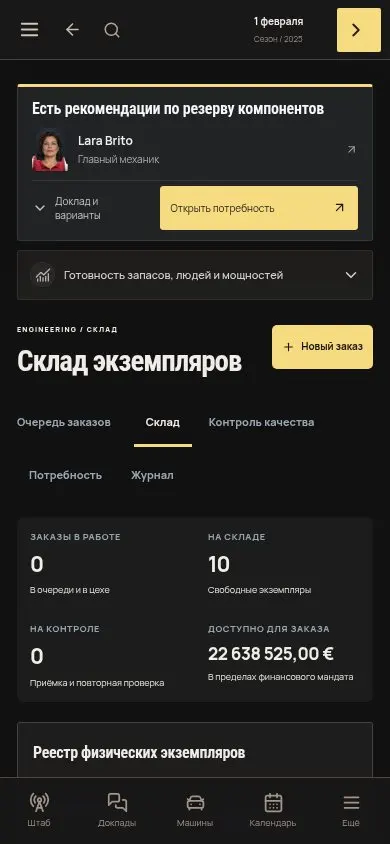 1 февраля
Сезон / 2025
Есть рекомендации по резерву компонентов
Lara Brito
Главный механик
Доклад и
варианты
Открыть потребность
Готовность запасов, людей и мощностей
ENGINEERING / СКЛАД
Склад экземпляров
Новый заказ
Очередь заказов
Склад
Контроль качества
Потребность
Журнал
ЗАКАЗЫ В РАБОТЕ
0
В очереди и в цехе
НА СКЛАДЕ
10
Свободные экземпляры
НА КОНТРОЛЕ
0
Приёмка и повторная проверка
ДОСТУПНО ДЛЯ ЗАКАЗА
22 638 525,00 €
В пределах финансового мандата
Реестр физических экземпляров
Штаб
Доклады
Машины
Календарь
Ещё